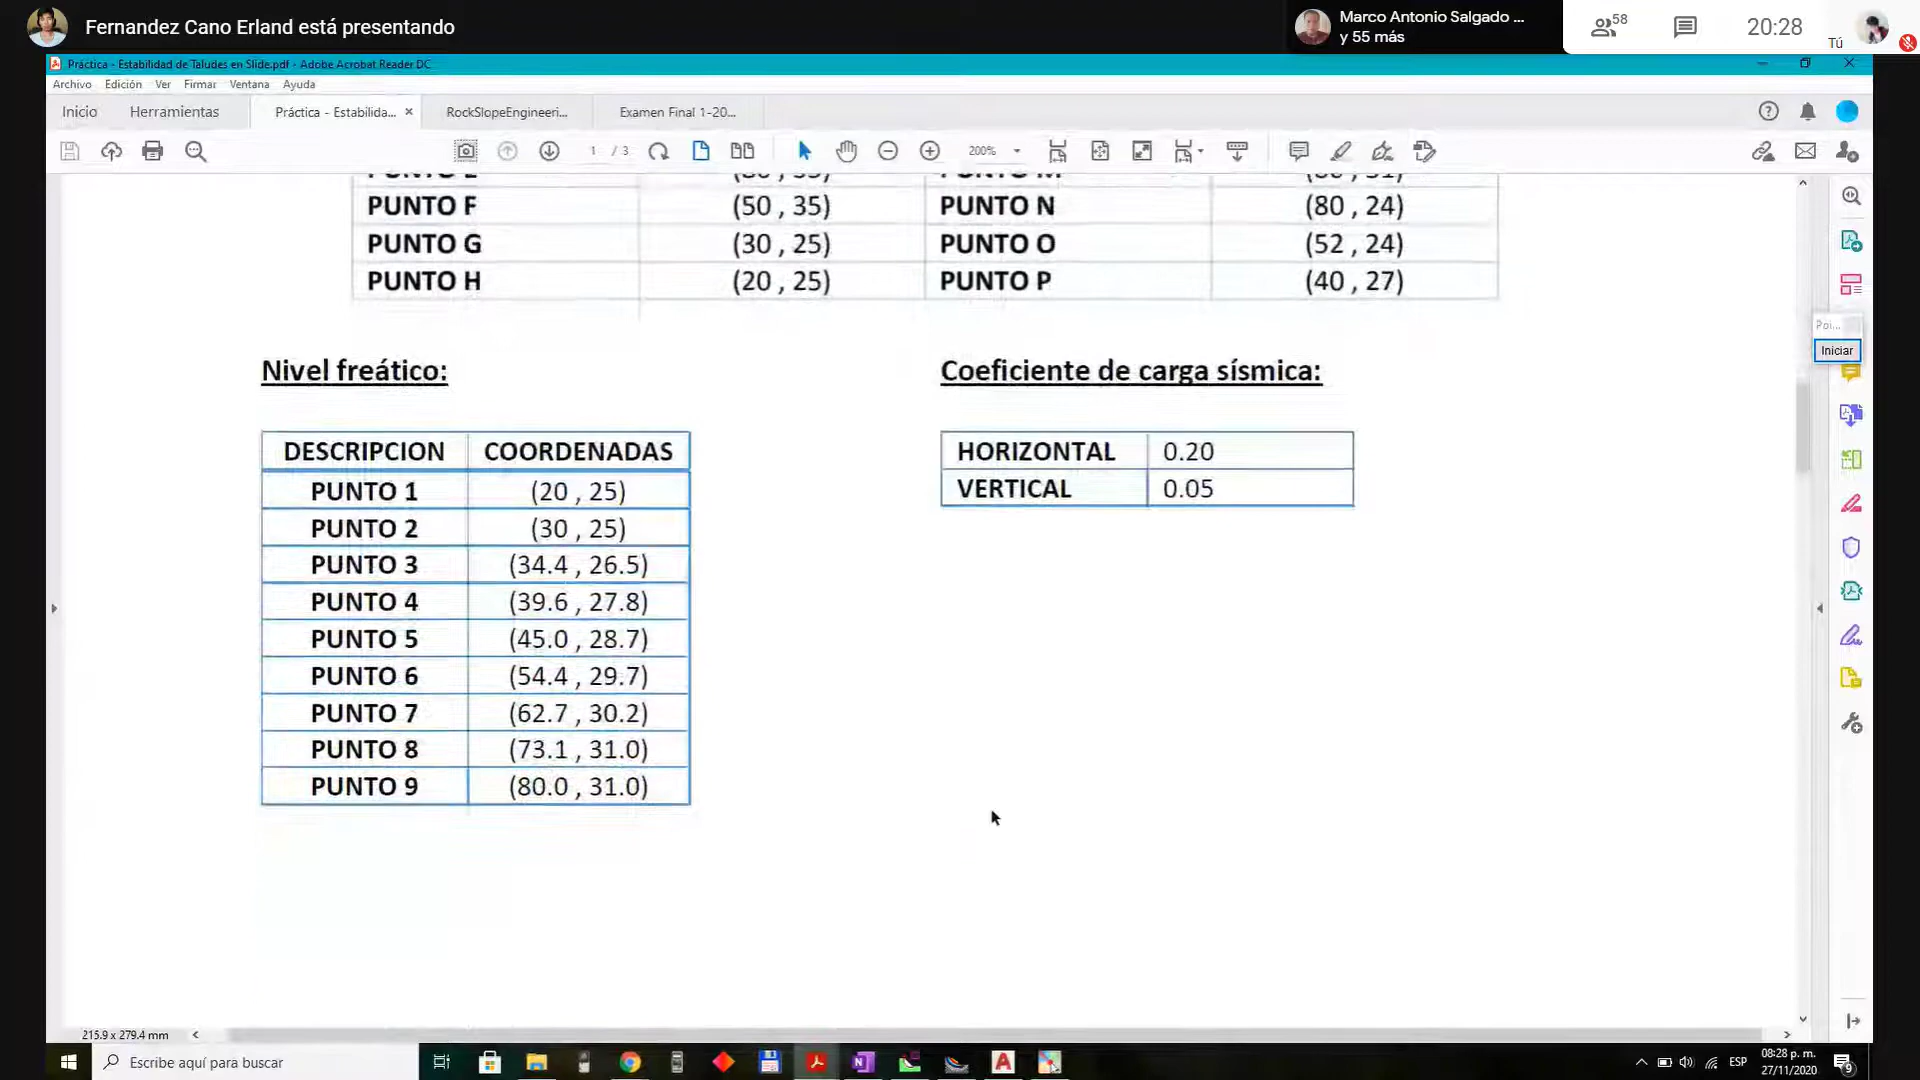 Fernandez Cano Erland está presentando
Marco Antonio Salgado ...
y 55 más
58
20:28
Tú
Práctica - Estabilidad de Taludes en Slide.pdf - Adobe Acrobat Reader DC
Archivo Edición Ver Firmar Ventana Ayuda
Inicio Herramientas Práctica - Estabilida... RockSlopeEngineeri... Examen Final 1-20...
1 / 3 200%
PUNTO F (50 , 35) PUNTO N (80 , 24)
PUNTO G (30 , 25) PUNTO O (52 , 24)
PUNTO H (20 , 25) PUNTO P (40 , 27)
Poi...
Iniciar
Nivel freático: Coeficiente de carga sísmica:
DESCRIPCION COORDENADAS
PUNTO 1 (20 , 25)
PUNTO 2 (30 , 25)
PUNTO 3 (34.4 , 26.5)
PUNTO 4 (39.6 , 27.8)
PUNTO 5 (45.0 , 28.7)
PUNTO 6 (54.4 , 29.7)
PUNTO 7 (62.7 , 30.2)
PUNTO 8 (73.1 , 31.0)
PUNTO 9 (80.0 , 31.0)
HORIZONTAL 0.20
VERTICAL 0.05
215.9 x 279.4 mm
Escribe aquí para buscar
ESP
08:28 p. m.
27/11/2020
9